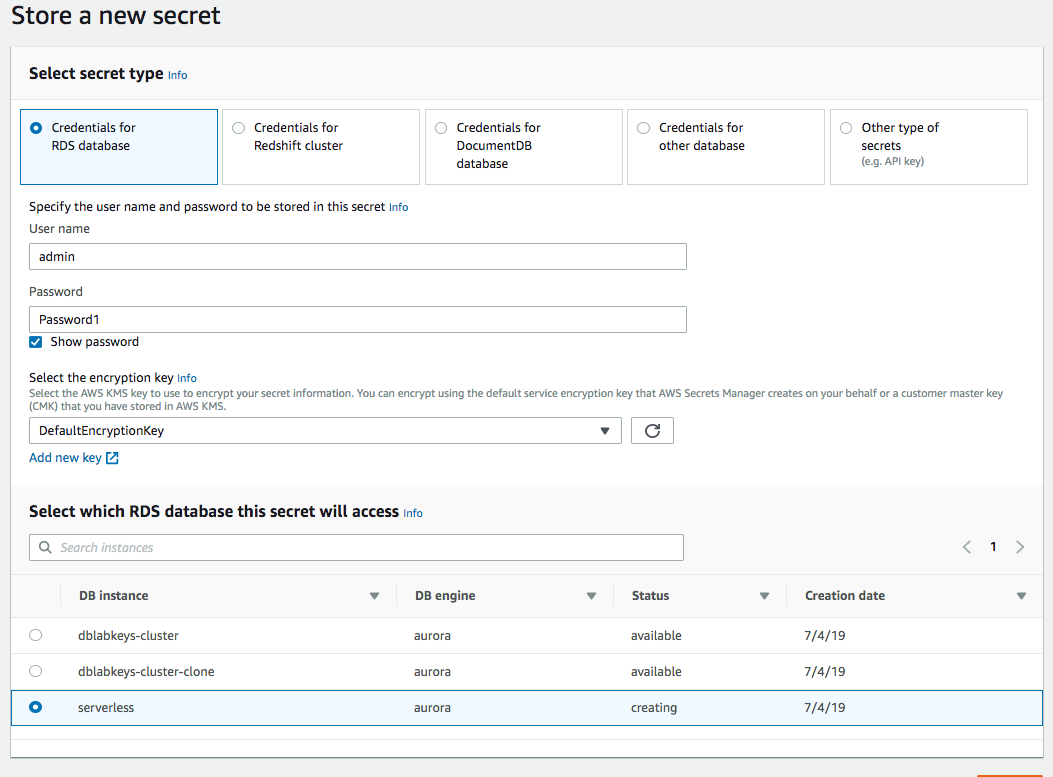 Store a new secret
Select secret type Info
Credentials for
RDS database
Credentials for
Redshift cluster
Credentials for
DocumentDB
database
Credentials for
other database
Other type of
secrets
(e.g. API key)
Specify the user name and password to be stored in this secret Info
User name
admin
Password
Password1
Show password
Select the encryption key Info
Select the AWS KMS key to use to encrypt your secret information. You can encrypt using the default service encryption key that AWS Secrets Manager creates on your behalf or a customer master key
(CMK) that you have stored in AWS KMS.
DefaultEncryptionKey
Add new key
Select which RDS database this secret will access Info
Search instances
1
DB instance DB engine Status Creation date
dblabkeys-cluster aurora available 7/4/19
dblabkeys-cluster-clone aurora available 7/4/19
serverless aurora creating 7/4/19